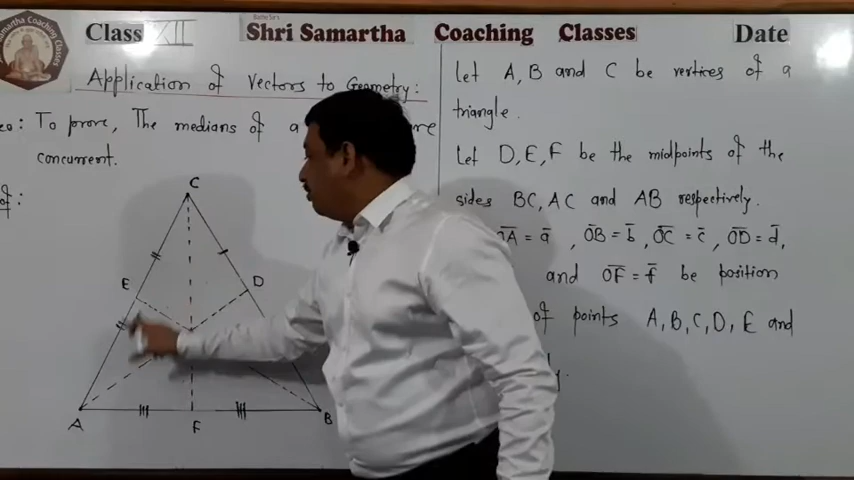 Class XII
Shri Samartha Coaching Classes
Date
Application of Vectors to Geometry:
To prove, The medians of a
concurrent.
C
E
D
A
F
B
let A, B and C be vertices of a
triangle.
Let D, E, F be the midpoints of the
sides BC, AC and AB respectively.
OA = a̅, OB = b̅, OC = c̅, OD = d̅,
and OF = f̅ be position
of points A, B, C, D, E and